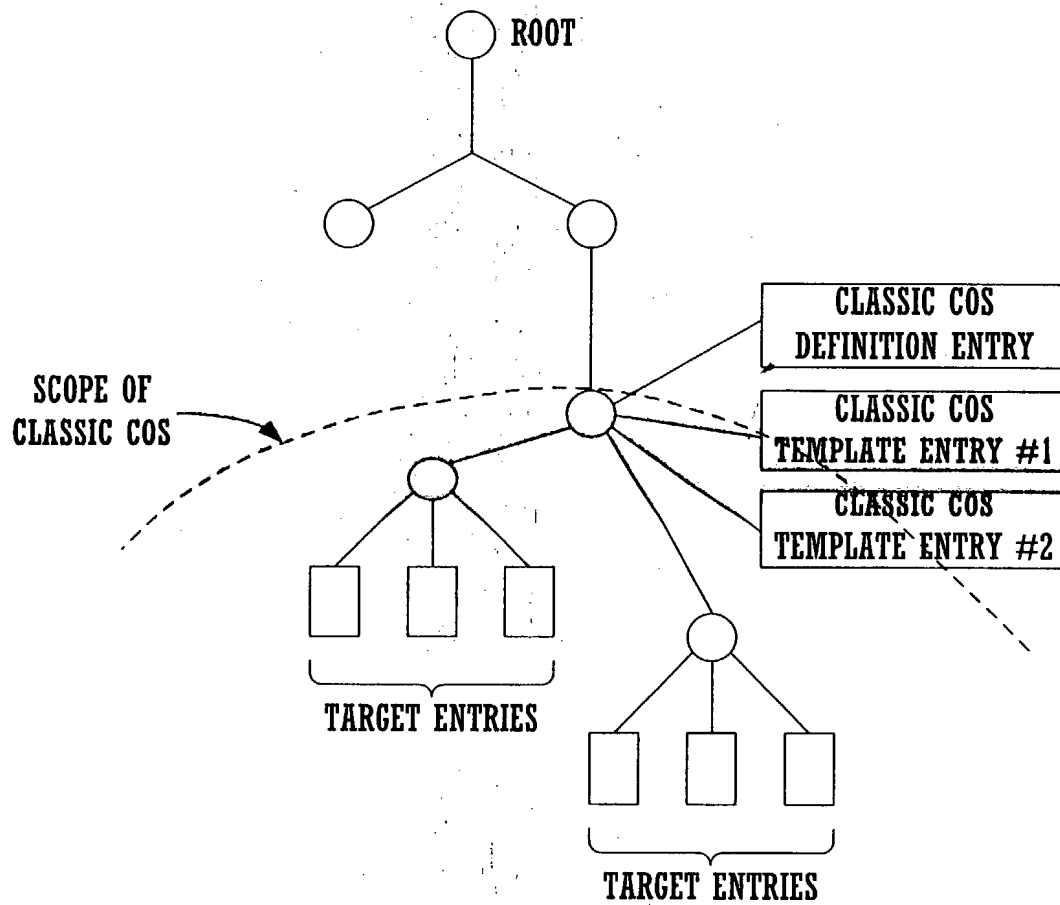 ROOT
CLASSIC COS
DEFINITION ENTRY
SCOPE OF
CLASSIC COS
CLASSIC COS
TEMPLATE ENTRY #1
CLASSIC COS
TEMPLATE ENTRY #2
TARGET ENTRIES
TARGET ENTRIES